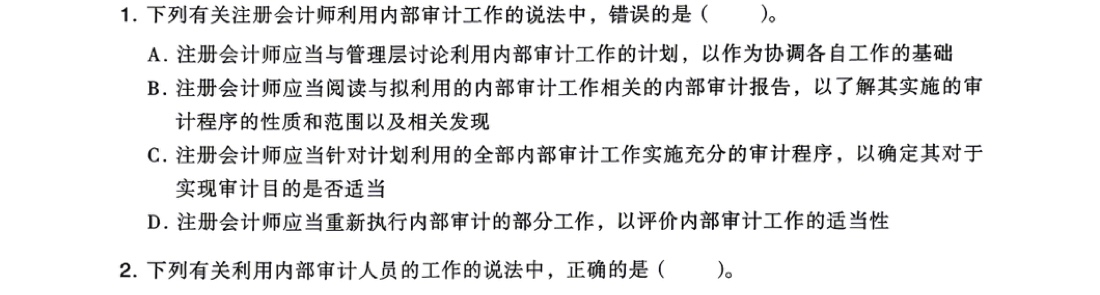 1. 下列有关注册会计师利用内部审计工作的说法中，错误的是（　　）。
A. 注册会计师应当与管理层讨论利用内部审计工作的计划，以作为协调各自工作的基础
B. 注册会计师应当阅读与拟利用的内部审计工作相关的内部审计报告，以了解其实施的审
计程序的性质和范围以及相关发现
C. 注册会计师应当针对计划利用的全部内部审计工作实施充分的审计程序，以确定其对于
实现审计目的是否适当
D. 注册会计师应当重新执行内部审计的部分工作，以评价内部审计工作的适当性
2. 下列有关利用内部审计人员的工作的说法中，正确的是（　　）。